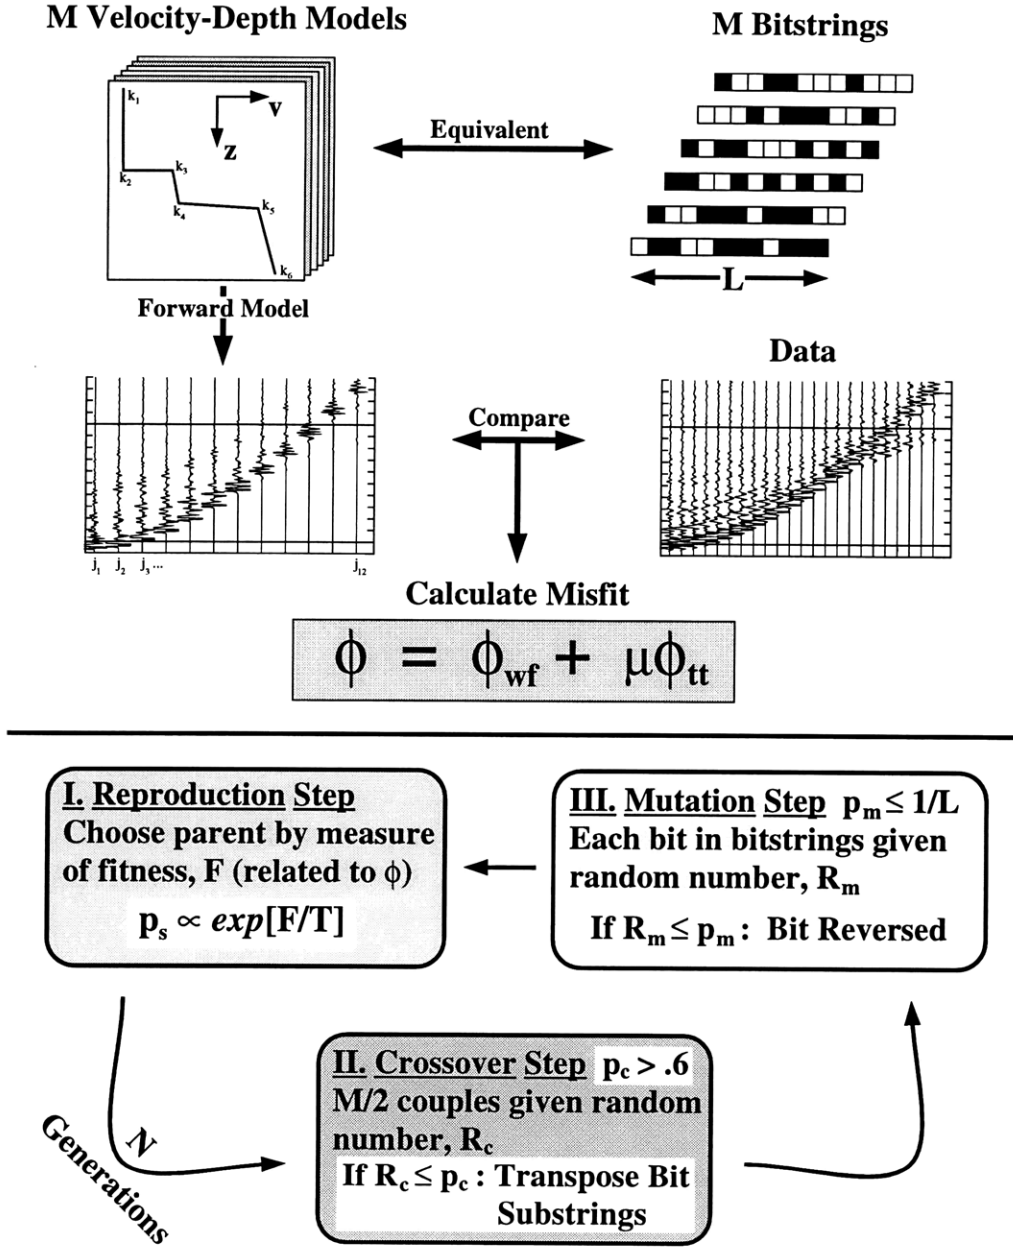 M Velocity-Depth Models
M Bitstrings
k1
v
z
k2
k3
k4
k5
k6
Equivalent
L
Forward Model
Data
Compare
j1 j2 j3 ... j12
Calculate Misfit
ϕ = ϕwf + μϕtt
I. Reproduction Step
Choose parent by measure
of fitness, F (related to ϕ)
ps ∝ exp[F/T]
III. Mutation Step pm ≤ 1/L
Each bit in bitstrings given
random number, Rm
If Rm ≤ pm : Bit Reversed
II. Crossover Step pc > .6
M/2 couples given random
number, Rc
If Rc ≤ pc : Transpose Bit
Substrings
N
Generations